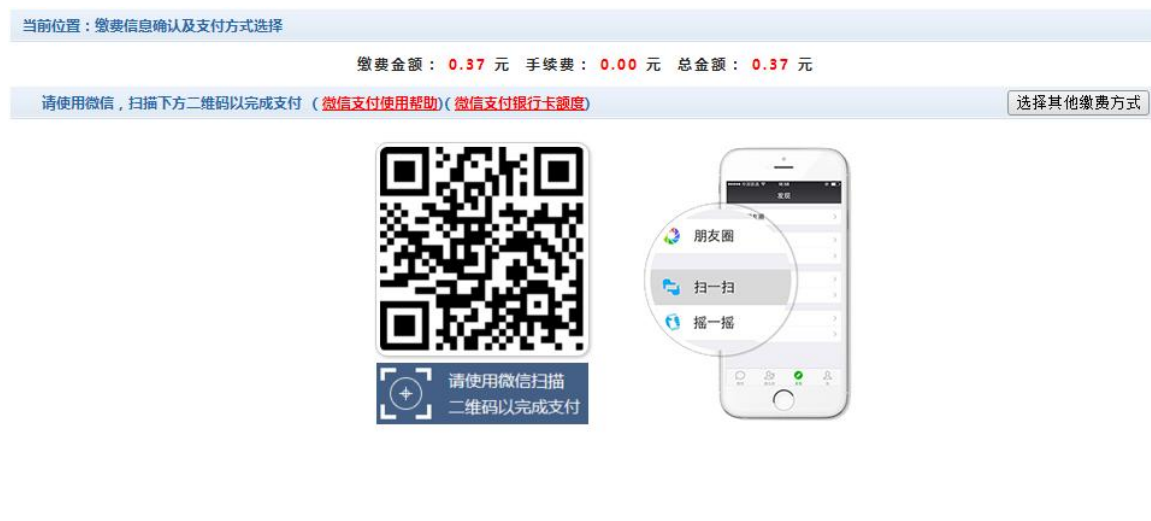 当前位置：缴费信息确认及支付方式选择
缴费金额： 0.37 元 手续费： 0.00 元 总金额： 0.37 元
请使用微信，扫描下方二维码以完成支付 （微信支付使用帮助)( 微信支付银行卡额度)
选择其他缴费方式
发现
朋友圈
扫一扫
摇一摇
请使用微信扫描
二维码以完成支付